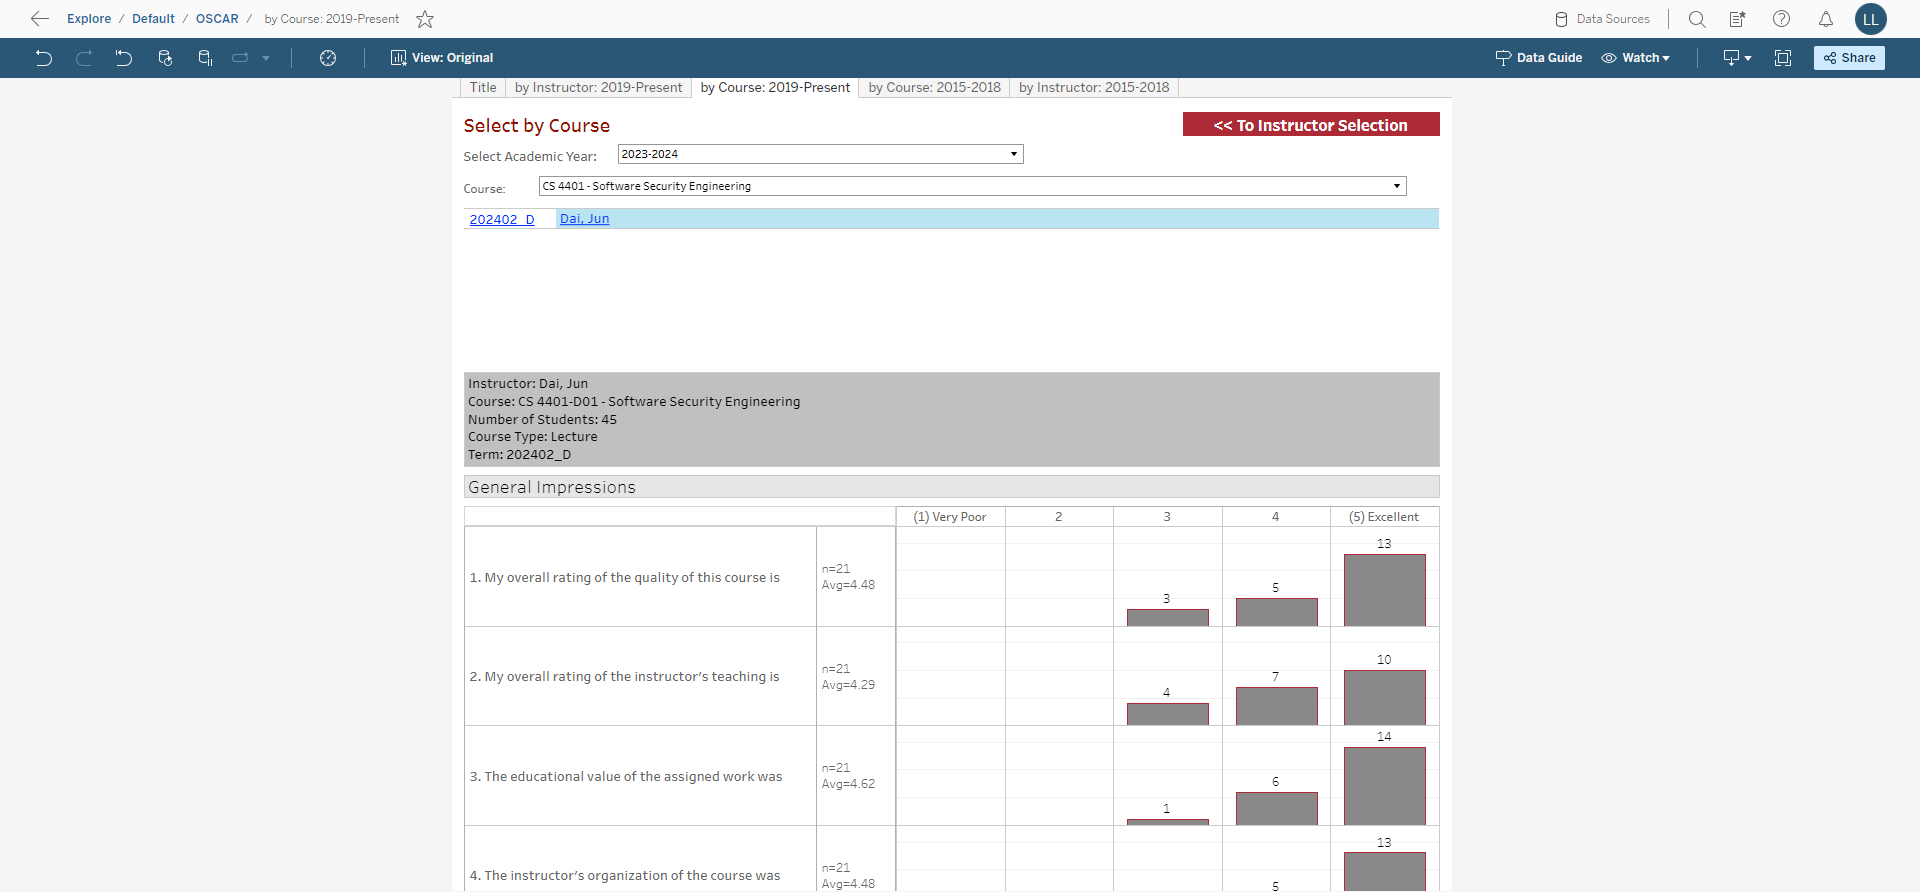 Explore / Default / OSCAR / by Course: 2019-Present
Data Sources
LL
View: Original
Data Guide
Watch
Share
Title
by Instructor: 2019-Present
by Course: 2019-Present
by Course: 2015-2018
by Instructor: 2015-2018
Select by Course
<< To Instructor Selection
Select Academic Year:
2023-2024
Course:
CS 4401 - Software Security Engineering
202402_D
Dai, Jun
Instructor: Dai, Jun
Course: CS 4401-D01 - Software Security Engineering
Number of Students: 45
Course Type: Lecture
Term: 202402_D
General Impressions
(1) Very Poor
2
3
4
(5) Excellent
1. My overall rating of the quality of this course is
n=21
Avg=4.48
3
5
13
2. My overall rating of the instructor's teaching is
n=21
Avg=4.29
4
7
10
3. The educational value of the assigned work was
n=21
Avg=4.62
1
6
14
4. The instructor's organization of the course was
n=21
Avg=4.48
5
13